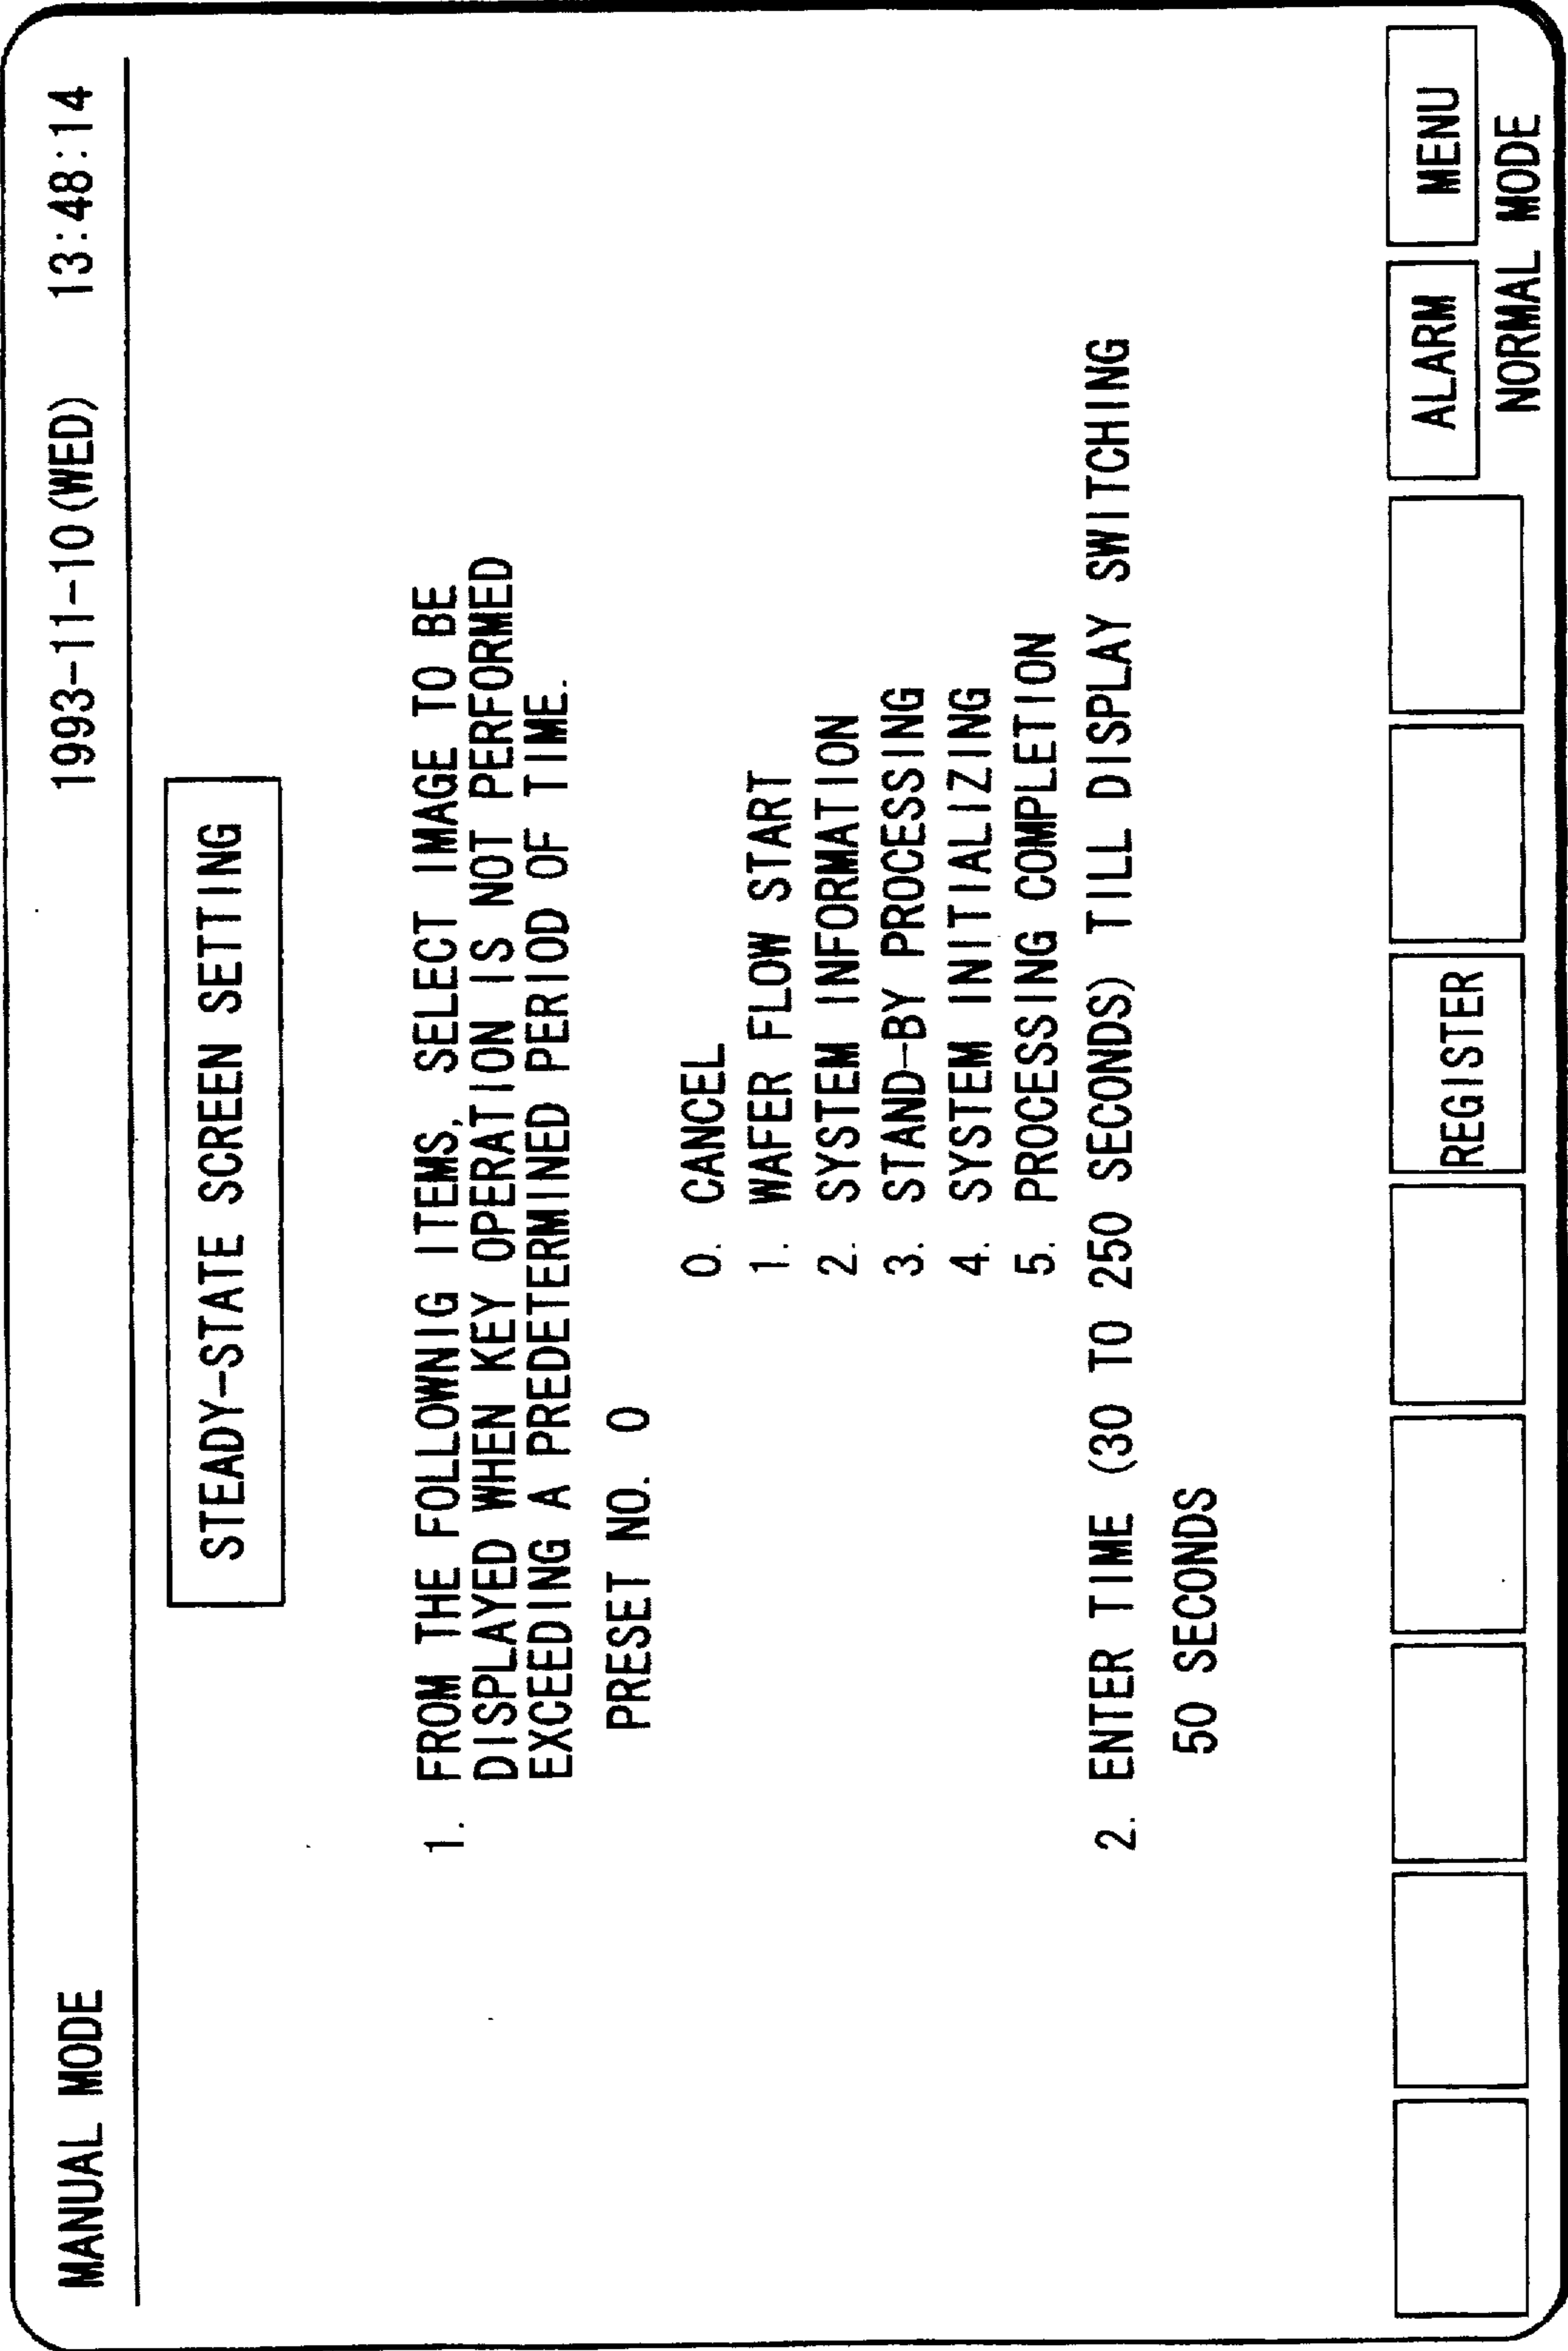 MANUAL MODE 1993-11-10(WED) 13:48:14
STEADY-STATE SCREEN SETTING
1. FROM THE FOLLOWNIG ITEMS, SELECT IMAGE TO BE
DISPLAYED WHEN KEY OPERATION IS NOT PERFORMED
EXCEEDING A PREDETERMINED PERIOD OF TIME.
PRESET NO. 0
0. CANCEL
1. WAFER FLOW START
2. SYSTEM INFORMATION
3. STAND-BY PROCESSING
4. SYSTEM INITIALIZING
5. PROCESSING COMPLETION
2. ENTER TIME (30 TO 250 SECONDS) TILL DISPLAY SWITCHING
50 SECONDS
REGISTER ALARM MENU
NORMAL MODE